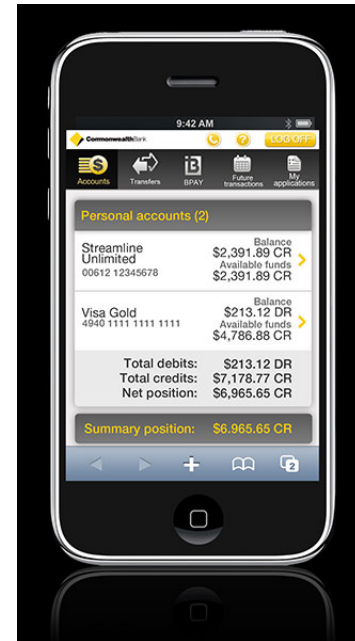 9:42 AM
CommonwealthBank
LOG OFF
Accounts
Transfers
BPAY
Future transactions
My applications
Personal accounts (2)
Streamline Unlimited
00612 12345678
Balance
$2,391.89 CR
Available funds
$2,391.89 CR
Visa Gold
4940 1111 1111 1111
Balance
$213.12 DR
Available funds
$4,786.88 CR
Total debits: $213.12 DR
Total credits: $7,178.77 CR
Net position: $6,965.65 CR
Summary position: $6.965.65 CR
2